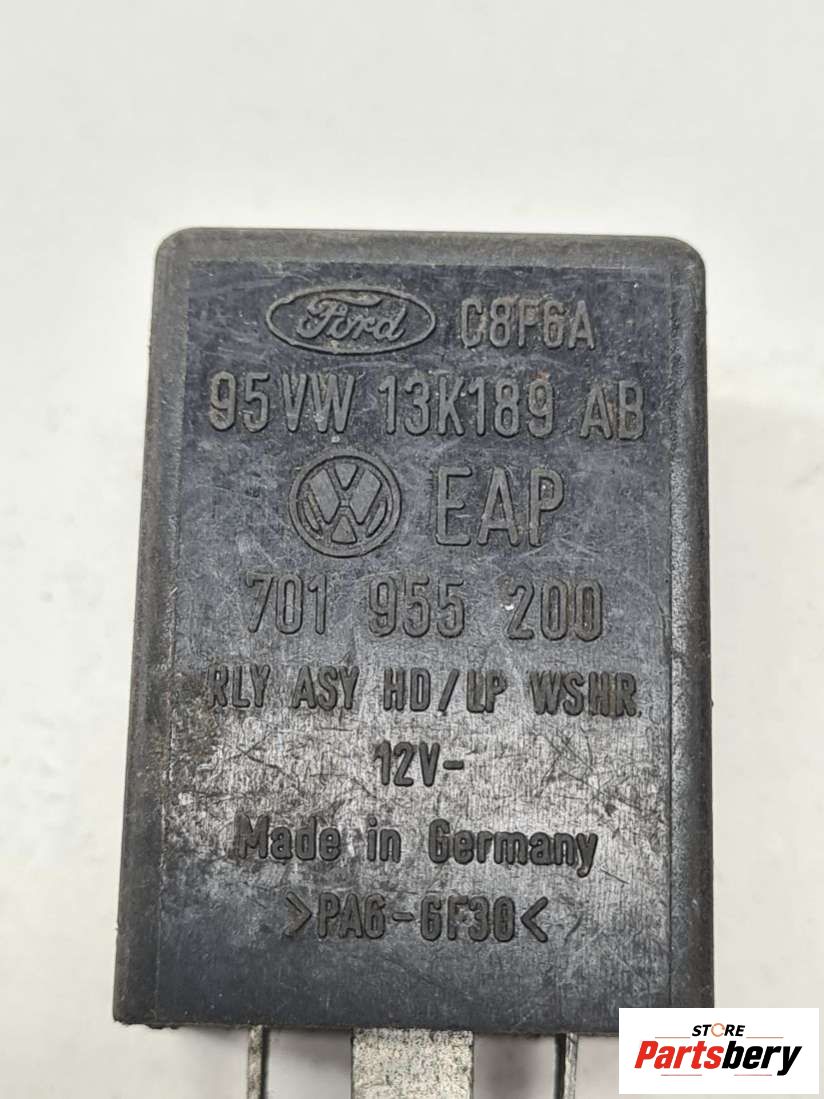 Ford C8F6A
95VW 13K189 AB
VW EAP
701 955 200
RLY ASY HD/LP WSHR
12V-
Made in Germany
>PA6-GF30<
STORE
Partsbery